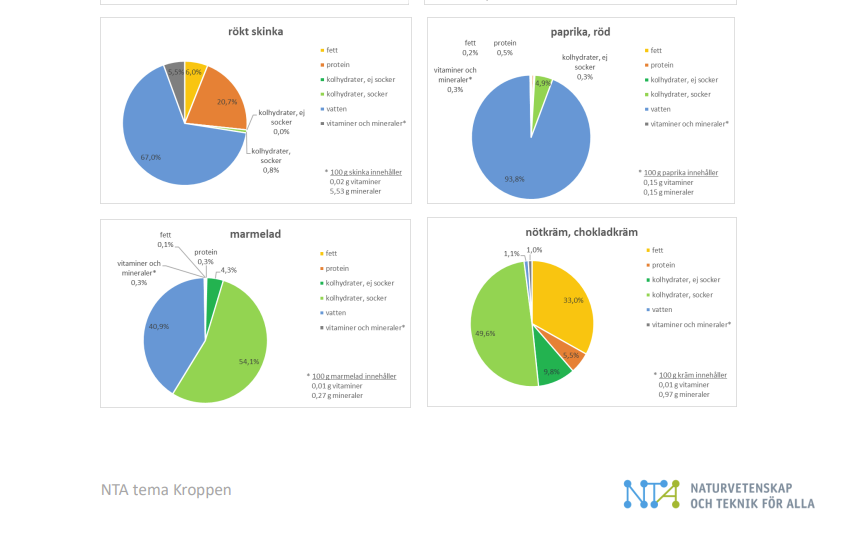 rökt skinka
5,5%
6,0%
20,7%
kolhydrater, ej
socker
0,0%
kolhydrater,
socker
0,8%
67,0%
fett
protein
kolhydrater, ej socker
kolhydrater, socker
vatten
vitaminer och mineraler*
* 100 g skinka innehåller
0,02 g vitaminer
5,53 g mineraler
paprika, röd
fett
0,2%
protein
0,5%
kolhydrater, ej
socker
0,3%
vitaminer och
mineraler*
0,3%
4,9%
93,8%
fett
protein
kolhydrater, ej socker
kolhydrater, socker
vatten
vitaminer och mineraler*
* 100 g paprika innehåller
0,15 g vitaminer
0,15 g mineraler
marmelad
fett
0,1%
protein
0,3%
4,3%
vitaminer och
mineraler*
0,3%
40,9%
54,1%
fett
protein
kolhydrater, ej socker
kolhydrater, socker
vatten
vitaminer och mineraler*
* 100 g marmelad innehåller
0,01 g vitaminer
0,27 g mineraler
nötkräm, chokladkräm
1,1%
1,0%
33,0%
5,5%
9,8%
49,6%
fett
protein
kolhydrater, ej socker
kolhydrater, socker
vatten
vitaminer och mineraler*
* 100 g kräm innehåller
0,01 g vitaminer
0,97 g mineraler
NTA tema Kroppen
NTA
NATURVETENSKAP
OCH TEKNIK FÖR ALLA